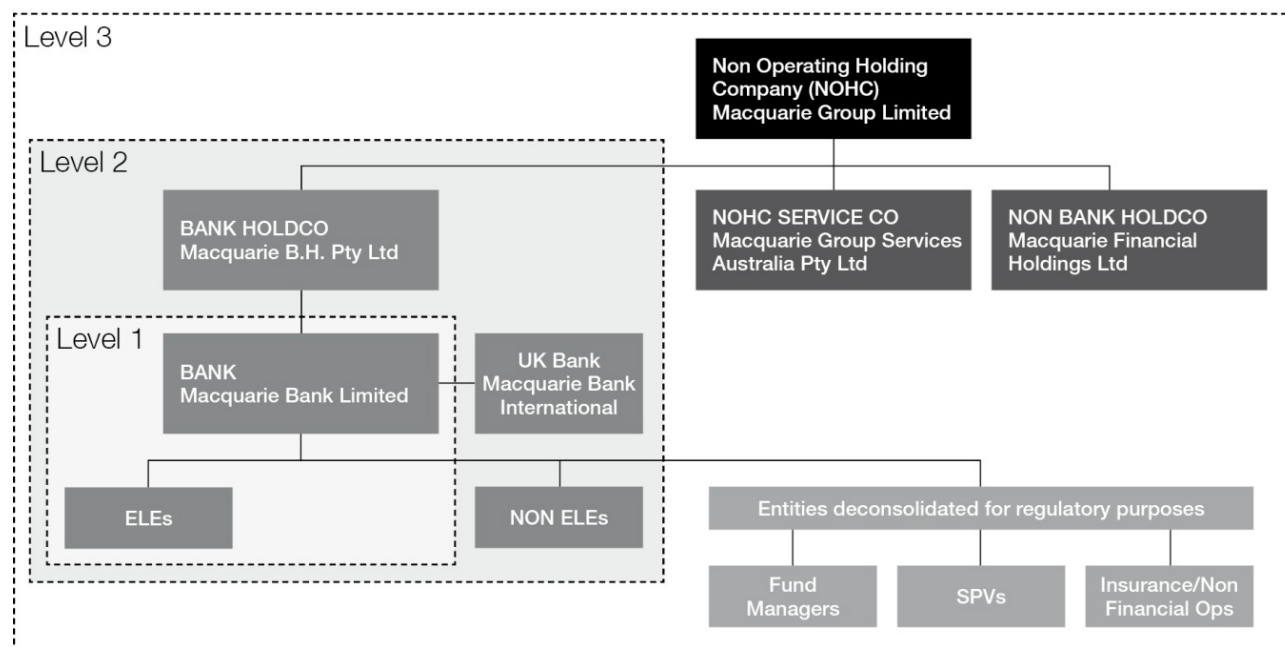 Level 3
Non Operating Holding
Company (NOHC)
Macquarie Group Limited
Level 2
BANK HOLDCO
Macquarie B.H. Pty Ltd
NOHC SERVICE CO
Macquarie Group Services
Australia Pty Ltd
NON BANK HOLDCO
Macquarie Financial
Holdings Ltd
Level 1
BANK
Macquarie Bank Limited
UK Bank
Macquarie Bank
International
ELEs
NON ELEs
Entities deconsolidated for regulatory purposes
Fund
Managers
SPVs
Insurance/Non
Financial Ops